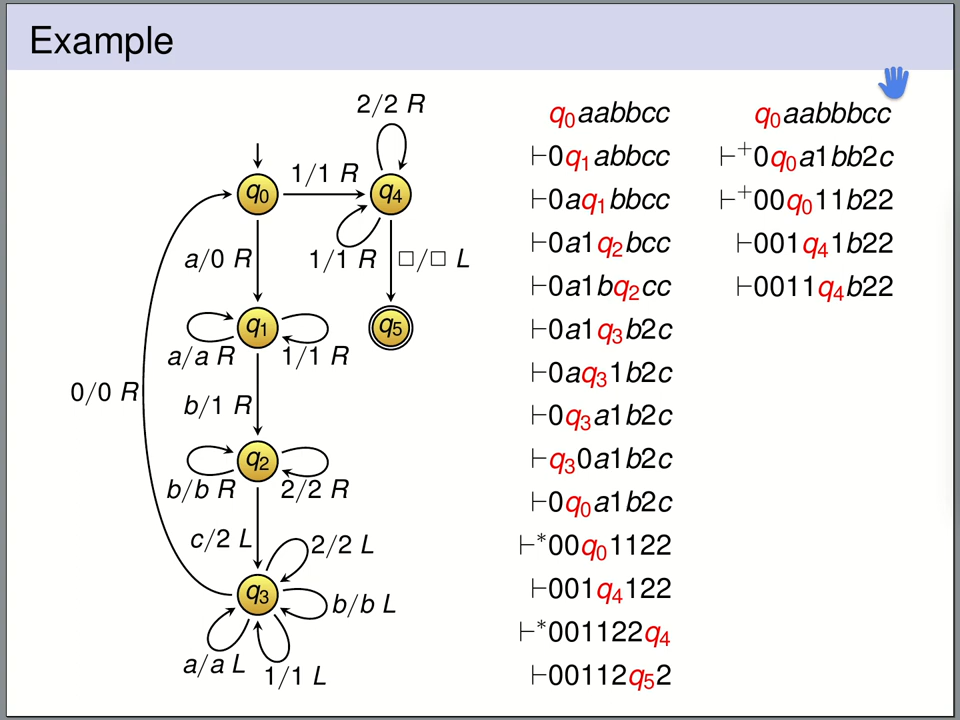 Example
2/2 R
1/1 R
q0
q4
a/0 R
1/1 R
□/□ L
q1
q5
a/a R
1/1 R
0/0 R
b/1 R
q2
b/b R
2/2 R
c/2 L
2/2 L
q3
b/b L
a/a L
1/1 L
q0aabbcc
⊢0q1abbcc
⊢0aq1bbcc
⊢0a1q2bcc
⊢0a1bq2cc
⊢0a1q3b2c
⊢0aq31b2c
⊢0q3a1b2c
⊢q30a1b2c
⊢0q0a1b2c
⊢*00q01122
⊢001q4122
⊢*001122q4
⊢00112q52
q0aabbbcc
⊢+0q0a1bb2c
⊢+00q011b22
⊢001q41b22
⊢0011q4b22